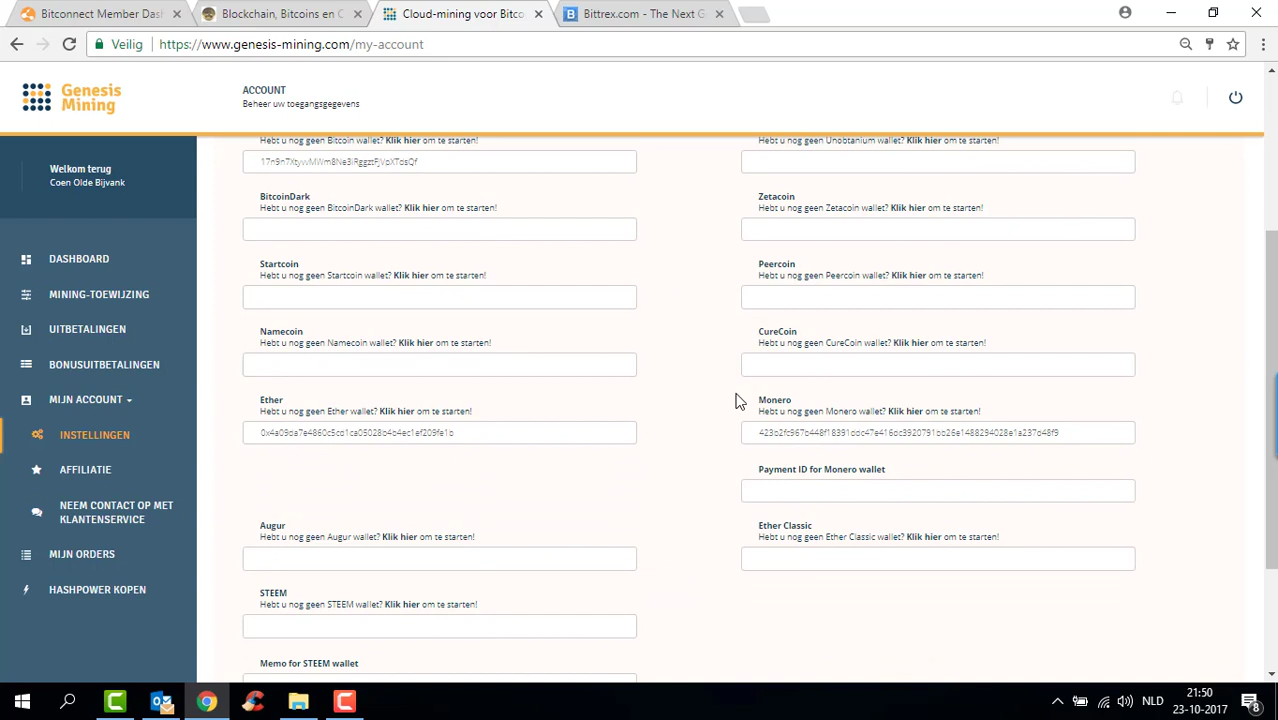 Bitconnect Member Das
Blockchain, Bitcoins en C
Cloud-mining voor Bitco
Bittrex.com - The Next G
Veilig
https://www.genesis-mining.com/my-account
Genesis
Mining
ACCOUNT
Beheer uw toegangsgegevens
Welkom terug
Coen Olde Bijvank
DASHBOARD
MINING-TOEWIJZING
UITBETALINGEN
BONUSUITBETALINGEN
MIJN ACCOUNT
INSTELLINGEN
AFFILIATIE
NEEM CONTACT OP MET
KLANTENSERVICE
MIJN ORDERS
HASHPOWER KOPEN
Hebt u nog geen Bitcoin wallet? Klik hier om te starten!
BitcoinDark
Hebt u nog geen BitcoinDark wallet? Klik hier om te starten!
Startcoin
Hebt u nog geen Startcoin wallet? Klik hier om te starten!
Namecoin
Hebt u nog geen Namecoin wallet? Klik hier om te starten!
Ether
Hebt u nog geen Ether wallet? Klik hier om te starten!
Augur
Hebt u nog geen Augur wallet? Klik hier om te starten!
STEEM
Hebt u nog geen STEEM wallet? Klik hier om te starten!
Memo for STEEM wallet
Hebt u nog geen Unobtanium wallet? Klik hier om te starten!
Zetacoin
Hebt u nog geen Zetacoin wallet? Klik hier om te starten!
Peercoin
Hebt u nog geen Peercoin wallet? Klik hier om te starten!
CureCoin
Hebt u nog geen CureCoin wallet? Klik hier om te starten!
Monero
Hebt u nog geen Monero wallet? Klik hier om te starten!
Payment ID for Monero wallet
Ether Classic
Hebt u nog geen Ether Classic wallet? Klik hier om te starten!
NLD
21:50
23-10-2017
8